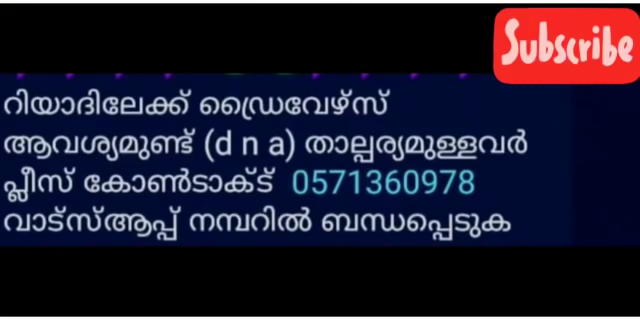 Subscribe
റിയാദിലേക്ക് ഡ്രൈവേഴ്സ്
ആവശ്യമുണ്ട് (d n a) താല്പര്യമുള്ളവർ
പ്ലീസ് കോൺടാക്ട് 0571360978
വാട്സ്ആപ്പ് നമ്പറിൽ ബന്ധപ്പെടുക